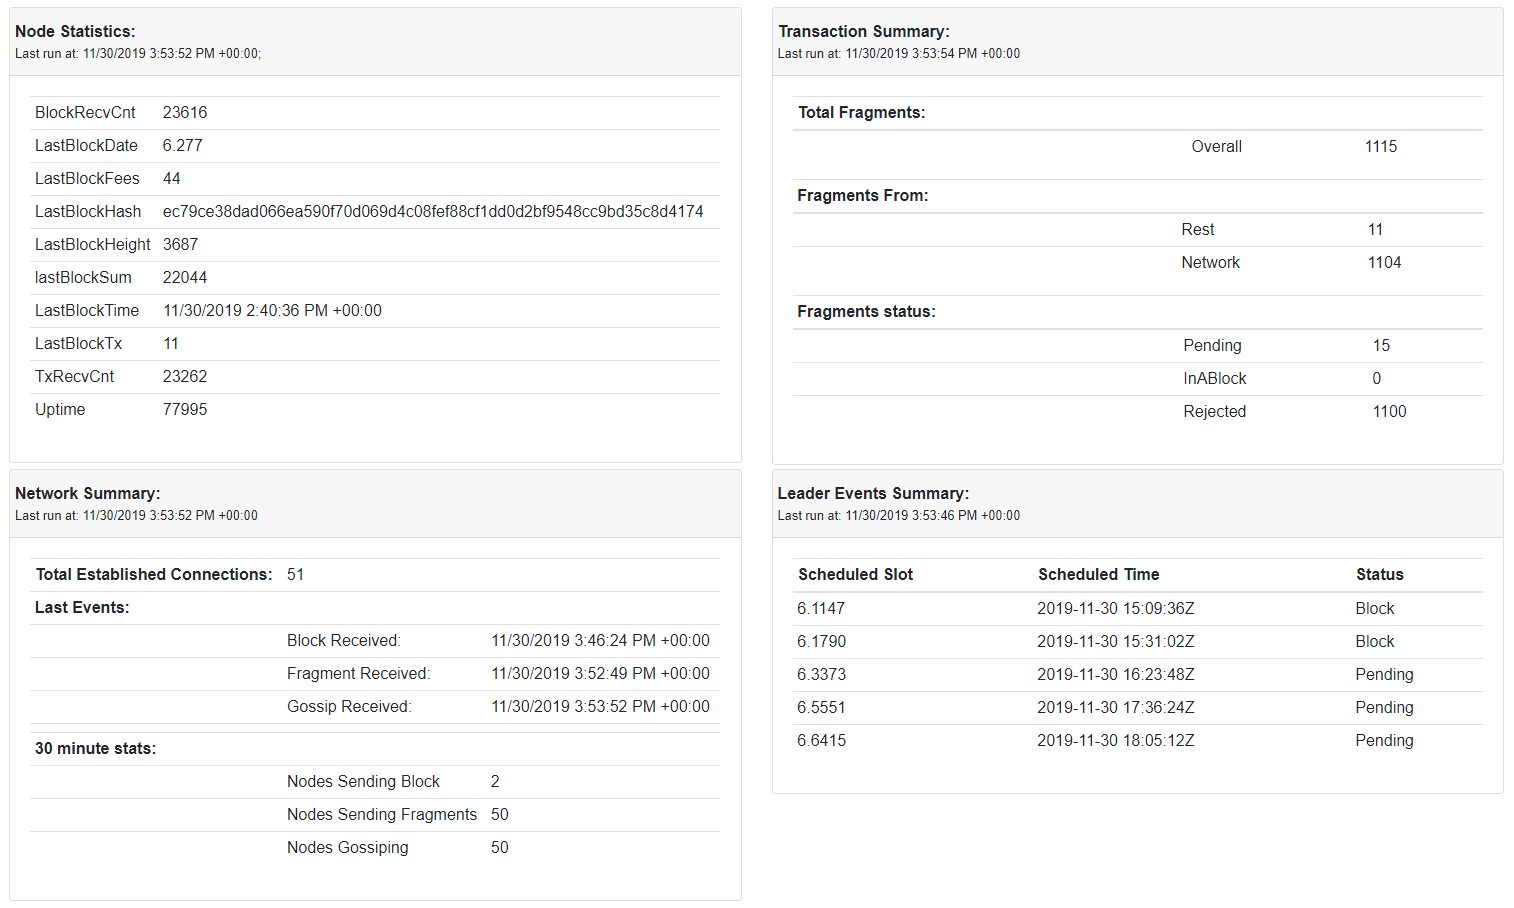 Node Statistics:
Last run at: 11/30/2019 3:53:52 PM +00:00;
BlockRecvCnt 23616
LastBlockDate 6.277
LastBlockFees 44
LastBlockHash ec79ce38dad066ea590f70d069d4c08fef88cf1dd0d2bf9548cc9bd35c8d4174
LastBlockHeight 3687
lastBlockSum 22044
LastBlockTime 11/30/2019 2:40:36 PM +00:00
LastBlockTx 11
TxRecvCnt 23262
Uptime 77995
Transaction Summary:
Last run at: 11/30/2019 3:53:54 PM +00:00
Total Fragments:
Overall 1115
Fragments From:
Rest 11
Network 1104
Fragments status:
Pending 15
InABlock 0
Rejected 1100
Network Summary:
Last run at: 11/30/2019 3:53:52 PM +00:00
Total Established Connections: 51
Last Events:
Block Received: 11/30/2019 3:46:24 PM +00:00
Fragment Received: 11/30/2019 3:52:49 PM +00:00
Gossip Received: 11/30/2019 3:53:52 PM +00:00
30 minute stats:
Nodes Sending Block 2
Nodes Sending Fragments 50
Nodes Gossiping 50
Leader Events Summary:
Last run at: 11/30/2019 3:53:46 PM +00:00
Scheduled Slot Scheduled Time Status
6.1147 2019-11-30 15:09:36Z Block
6.1790 2019-11-30 15:31:02Z Block
6.3373 2019-11-30 16:23:48Z Pending
6.5551 2019-11-30 17:36:24Z Pending
6.6415 2019-11-30 18:05:12Z Pending